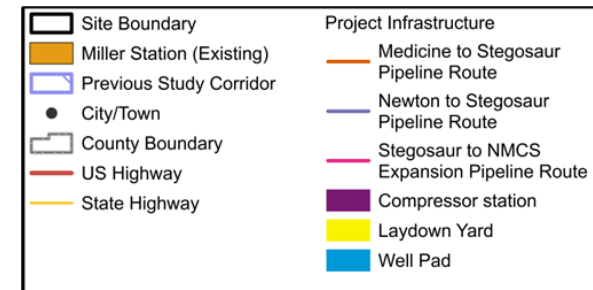 Site Boundary
Miller Station (Existing)
Previous Study Corridor
City/Town
County Boundary
US Highway
State Highway
Project Infrastructure
Medicine to Stegosaur
Pipeline Route
Newton to Stegosaur
Pipeline Route
Stegosaur to NMCS
Expansion Pipeline Route
Compressor station
Laydown Yard
Well Pad